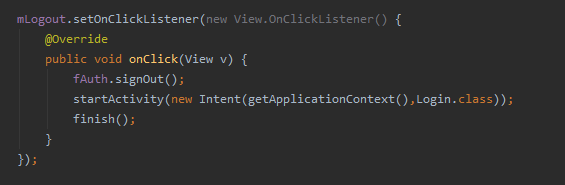 mLogout.setOnClickListener(new View.OnClickListener() {
    @Override
    public void onClick(View v) {
        fAuth.signOut();
        startActivity(new Intent(getApplicationContext(),Login.class));
        finish();
    }
});